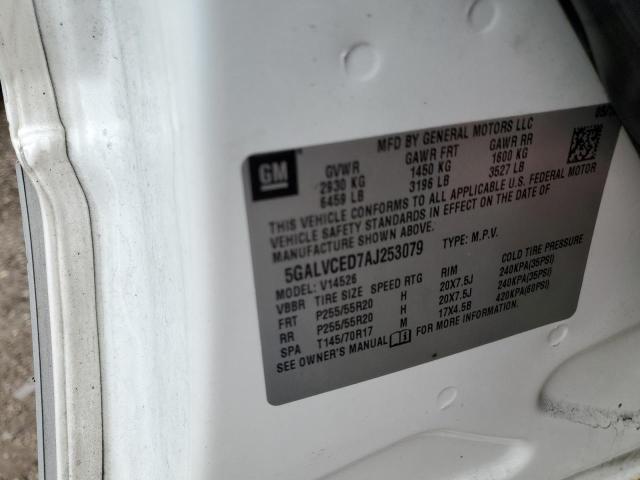 GM
MFD BY GENERAL MOTORS LLC
GVWR GAWR FRT GAWR RR
2930 KG 1450 KG 1600 KG
6459 LB 3196 LB 3527 LB
THIS VEHICLE CONFORMS TO ALL APPLICABLE U.S. FEDERAL MOTOR
VEHICLE SAFETY STANDARDS IN EFFECT ON THE DATE OF
MANUFACTURE SHOWN ABOVE.
5GALVCED7AJ253079 TYPE: M.P.V.
MODEL: V14526
VBBR TIRE SIZE SPEED RTG RIM COLD TIRE PRESSURE
FRT P255/55R20 H 20X7.5J 240KPA(35PSI)
RR P255/55R20 H 20X7.5J 240KPA(35PSI)
SPA T145/70R17 M 17X4.5B 420KPA(60PSI)
SEE OWNER'S MANUAL FOR MORE INFORMATION.